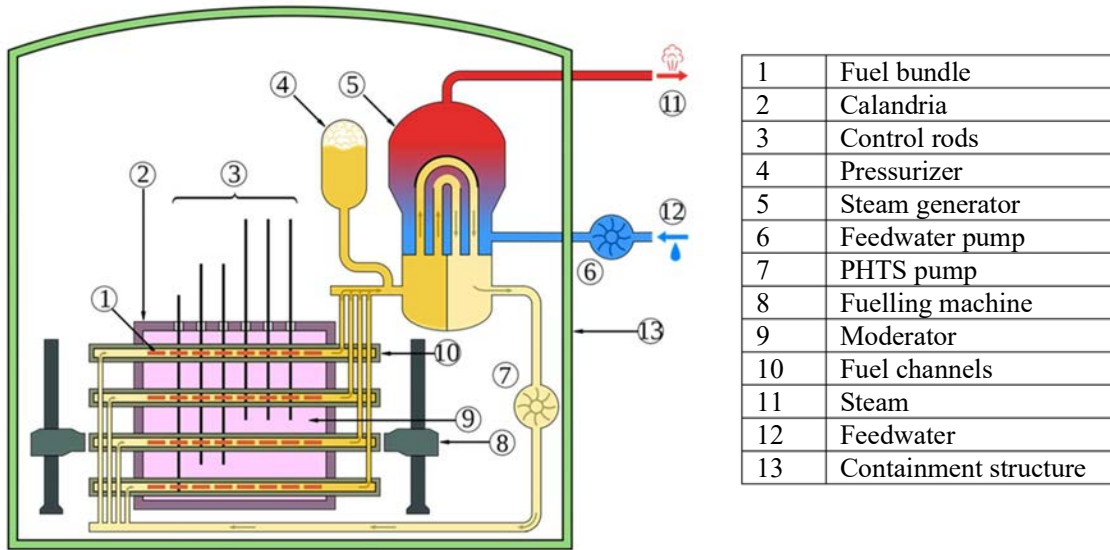 ④
⑤
⑪
②
③
⑫
⑥
①
⑩
⑬
⑦
⑨
⑧
1 Fuel bundle
2 Calandria
3 Control rods
4 Pressurizer
5 Steam generator
6 Feedwater pump
7 PHTS pump
8 Fuelling machine
9 Moderator
10 Fuel channels
11 Steam
12 Feedwater
13 Containment structure